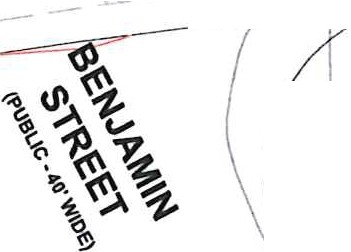 BENJAMIN
STREET
(PUBLIC - 40' WIDE)